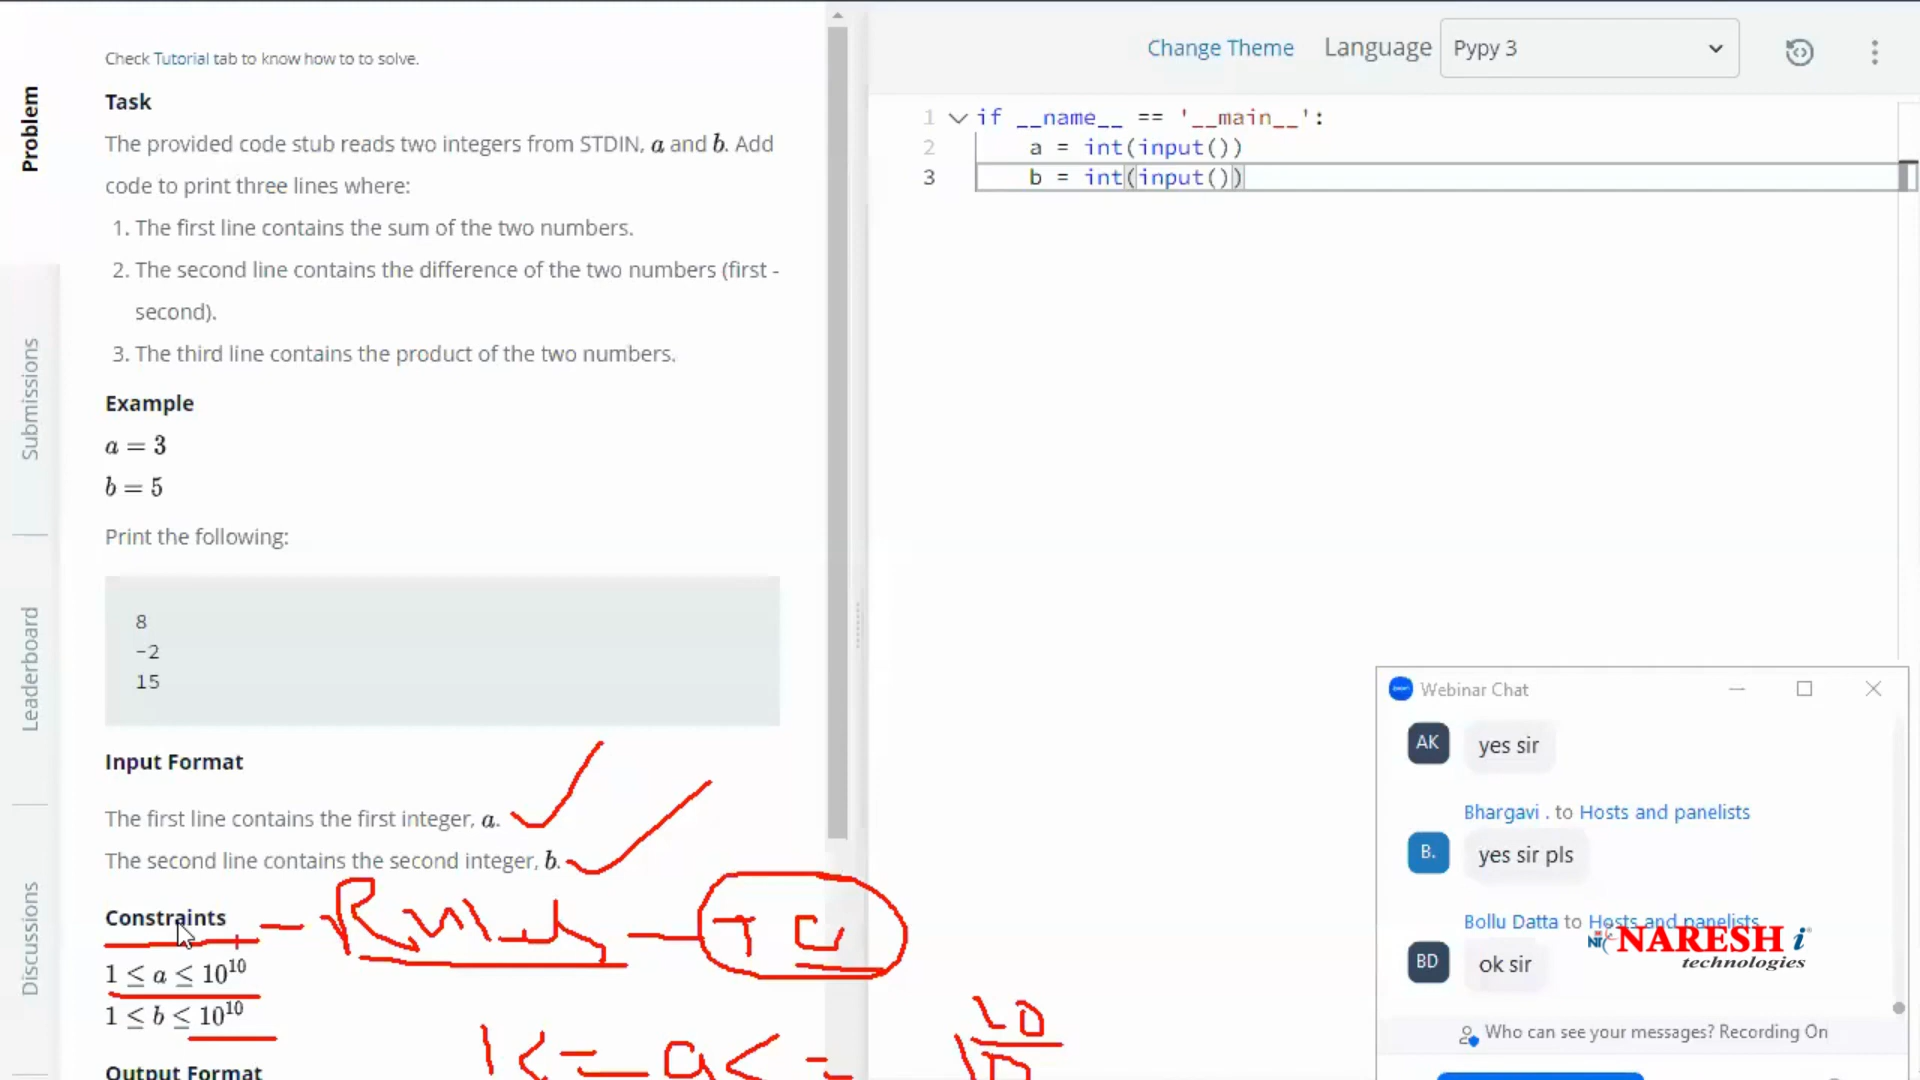 Problem
Submissions
Leaderboard
Discussions
Check Tutorial tab to know how to to solve.
Task
The provided code stub reads two integers from STDIN, a and b. Add
code to print three lines where:
1. The first line contains the sum of the two numbers.
2. The second line contains the difference of the two numbers (first -
second).
3. The third line contains the product of the two numbers.
Example
a = 3
b = 5
Print the following:
8
-2
15
Input Format
The first line contains the first integer, a.
The second line contains the second integer, b.
Constraints
1 ≤ a ≤ 10^10
1 ≤ b ≤ 10^10
Output Format
Rules - TC
1 <= a <= 10^10
Change Theme Language Pypy 3
1 if __name__ == '__main__':
2 a = int(input())
3 b = int(input())
Webinar Chat
AK yes sir
Bhargavi . to Hosts and panelists
B. yes sir pls
Bollu Datta to Hosts and panelists
BD ok sir
NARESH i
technologies
Who can see your messages? Recording On